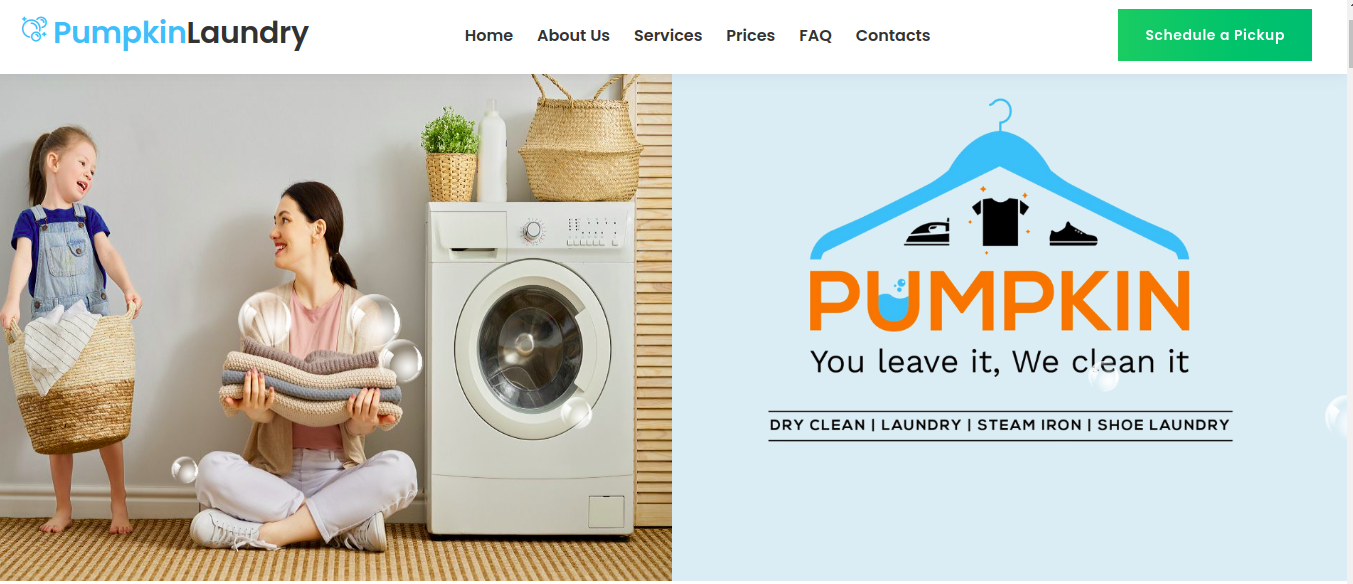 PumpkinLaundry
Home About Us Services Prices FAQ Contacts
Schedule a Pickup
PUMPKIN
You leave it, We clean it
DRY CLEAN | LAUNDRY | STEAM IRON | SHOE LAUNDRY